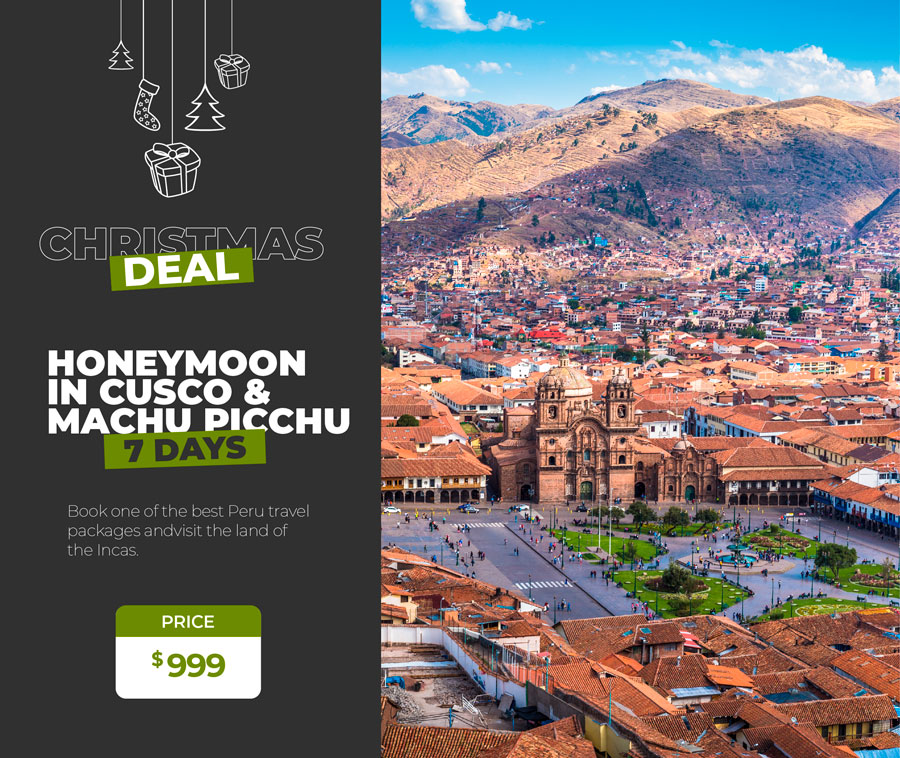 CHRISTMAS
DEAL
HONEYMOON
IN CUSCO &
MACHU PICCHU
7 DAYS
Book one of the best Peru travel
packages andvisit the land of
the Incas.
PRICE
$999